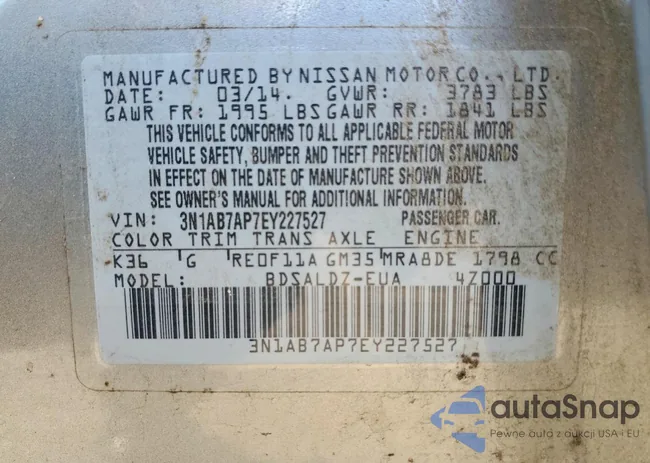 MANUFACTURED BY NISSAN MOTOR CO., LTD.
DATE: 03/14. GVWR: 3783 LBS
GAWR FR: 1995 LBS GAWR RR: 1841 LBS
THIS VEHICLE CONFORMS TO ALL APPLICABLE FEDERAL MOTOR
VEHICLE SAFETY, BUMPER AND THEFT PREVENTION STANDARDS
IN EFFECT ON THE DATE OF MANUFACTURE SHOWN ABOVE.
SEE OWNER'S MANUAL FOR ADDITIONAL INFORMATION.
VIN: 3N1AB7AP7EY227527 PASSENGER CAR.
COLOR TRIM TRANS AXLE ENGINE
K36 G RE0F11A GM35 MRA8DE 1798 CC
MODEL: BDSALDZ-EUA 4Z000
3N1AB7AP7EY227527
autaSnap
Pewne auta z aukcji USA - EU